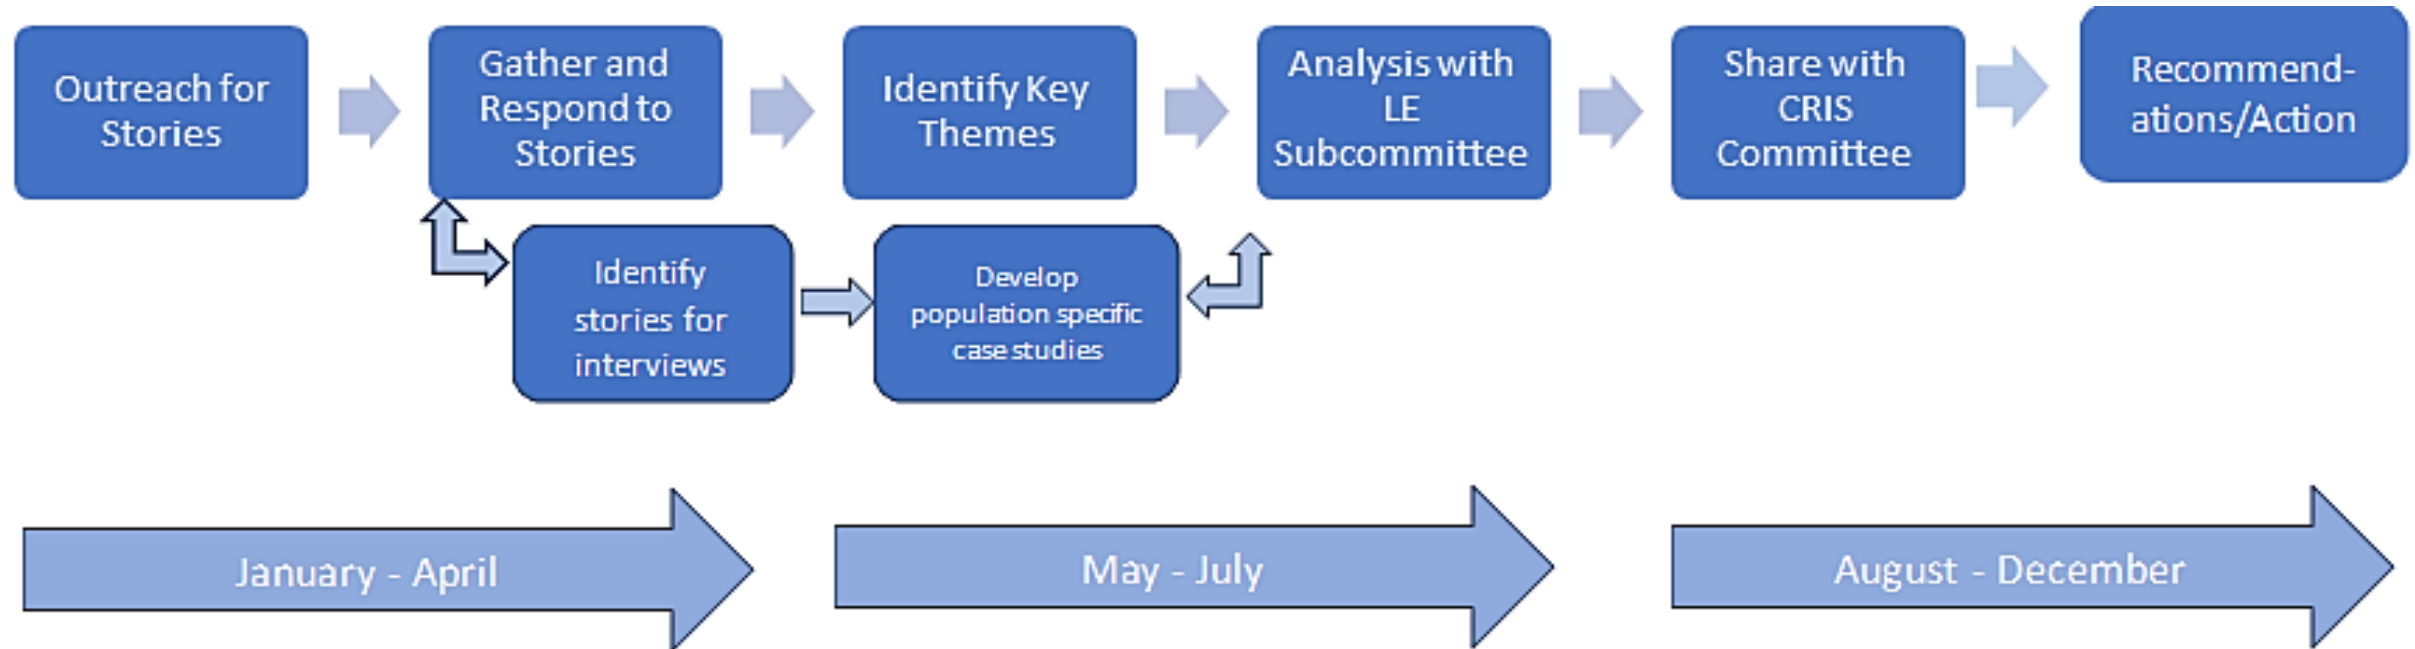 Outreach for
Stories
Gather and
Respond to
Stories
Identify Key
Themes
Analysis with
LE
Subcommittee
Share with
CRIS
Committee
Recommend-
ations/Action
Identify
stories for
interviews
Develop
population specific
case studies
January - April
May - July
August - December